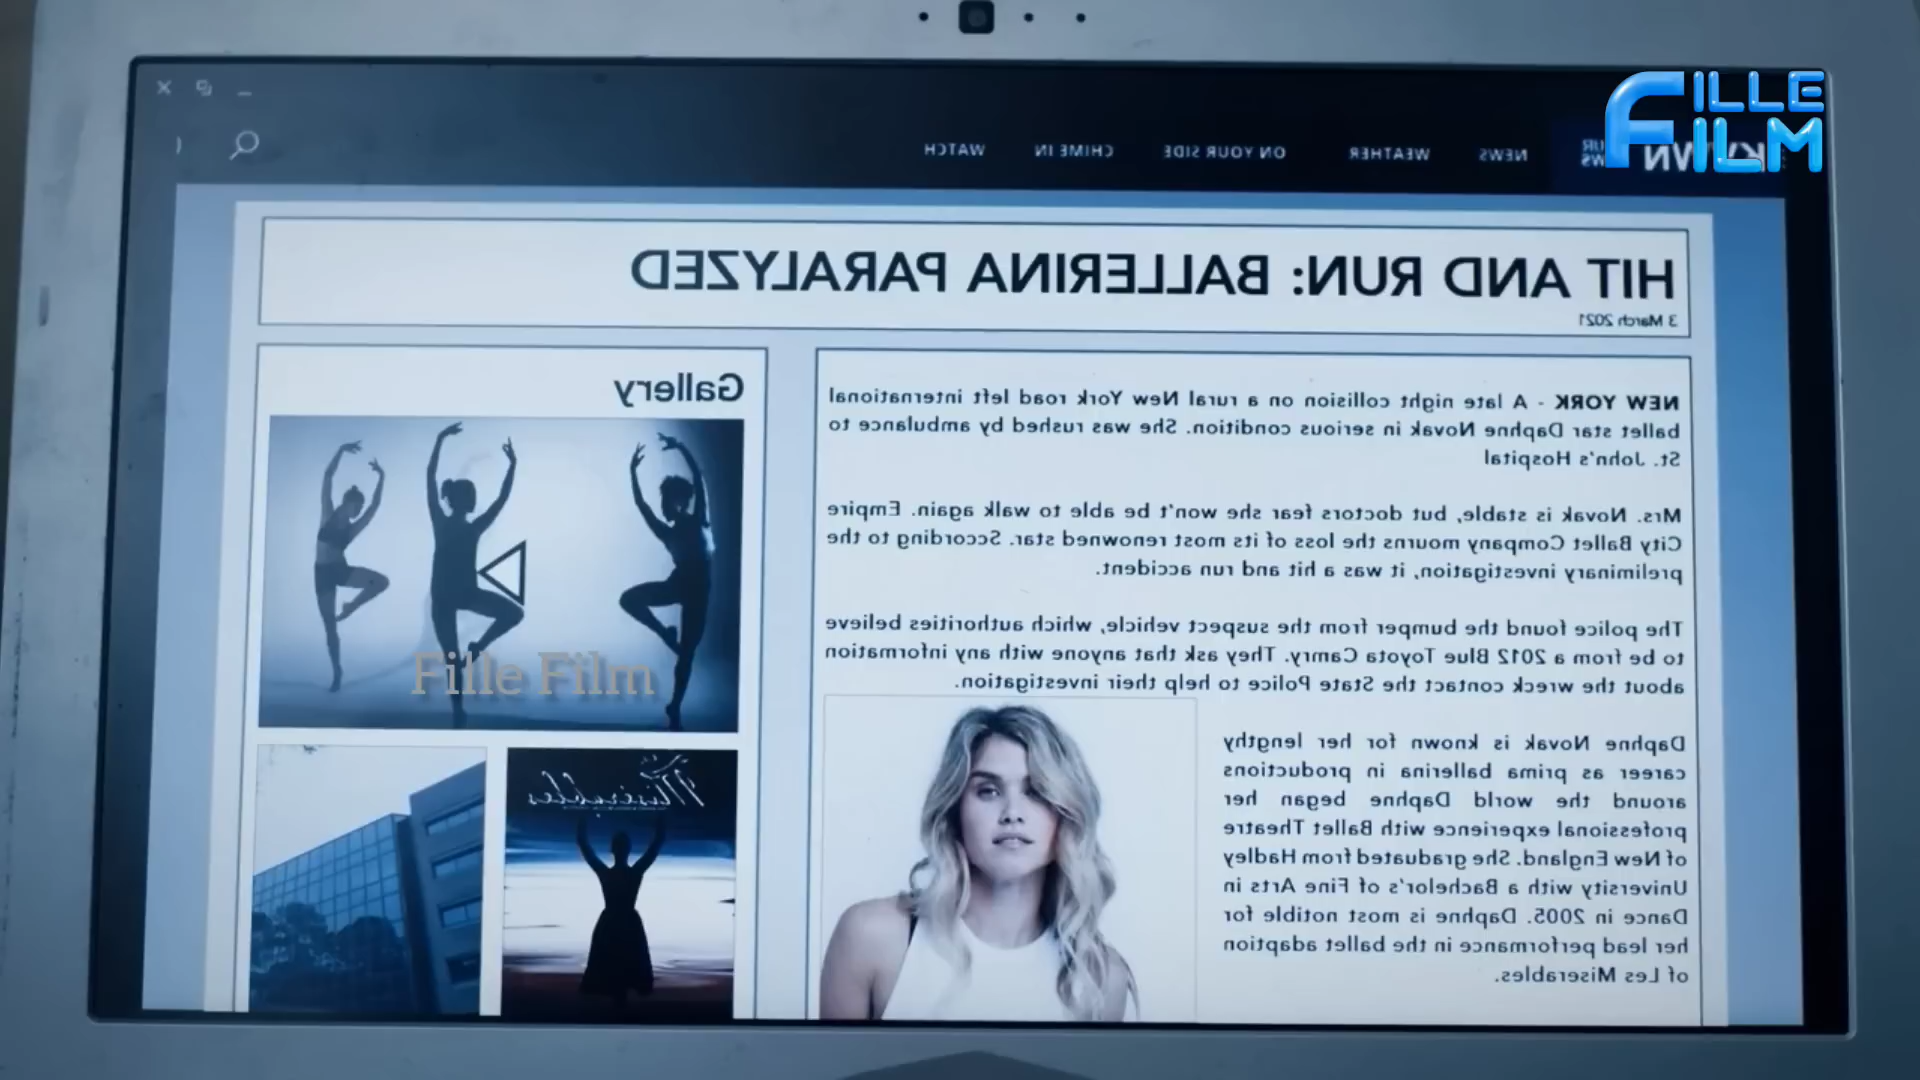 FILLE
FILM
NEWS
WEATHER
ON YOUR SIDE
CHIME IN
WATCH
HIT AND RUN: BALLERINA PARALYZED
3 March 2021
NEW YORK - A late night collision on a rural New York road left international
ballet star Daphne Novak in serious condition. She was rushed by ambulance to
St. John's Hospital
Mrs. Novak is stable, but doctors fear she won't be able to walk again. Empire
City Ballet Company mourns the loss of its most renowned star. Sccording to the
preliminary investigation, it was a hit and run accident.
The police found the bumper from the suspect vehicle, which authorities believe
to be from a 2012 Blue Toyota Camry. They ask that anyone with any information
about the wreck contact the State Police to help their investigation.
Daphne Novak is known for her lengthy
career as prima ballerina in productions
around the world Daphne began her
professional experience with Ballet Theatre
of New England. She graduated from Hadley
University with a Bachelor's of Fine Arts in
Dance in 2005. Daphne is most notible for
her lead performance in the ballet adaption
of Les Miserables.
Gallery
Fille Film
Les
Misérables